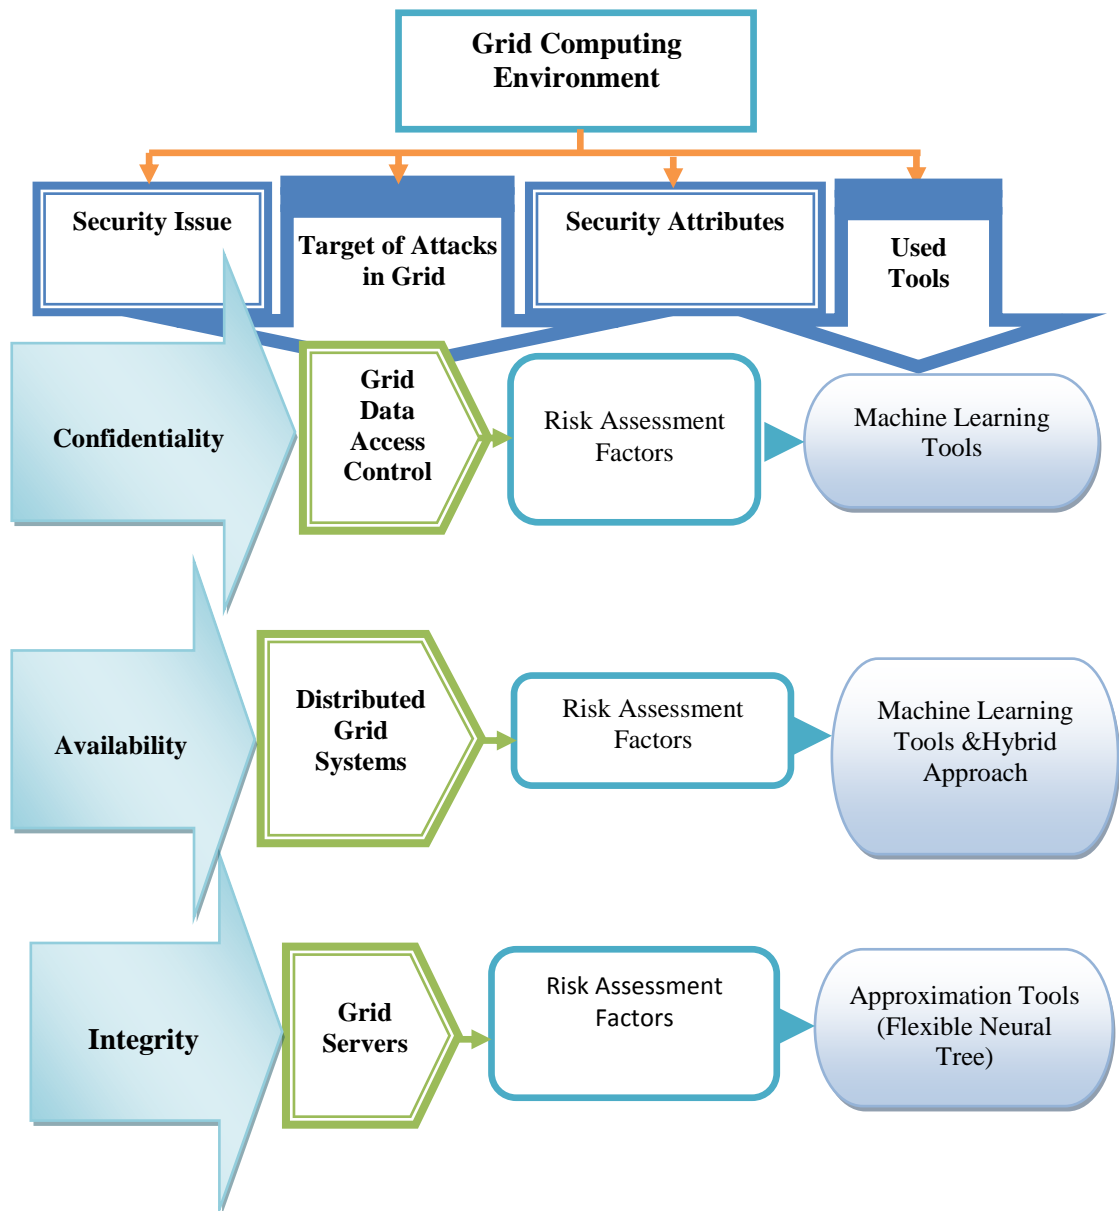 Grid Computing
Environment
Security Issue
Target of Attacks
in Grid
Security Attributes
Used
Tools
Confidentiality
Grid
Data
Access
Control
Risk Assessment
Factors
Machine Learning
Tools
Availability
Distributed
Grid
Systems
Risk Assessment
Factors
Machine Learning
Tools &Hybrid
Approach
Integrity
Grid
Servers
Risk Assessment
Factors
Approximation Tools
(Flexible Neural
Tree)